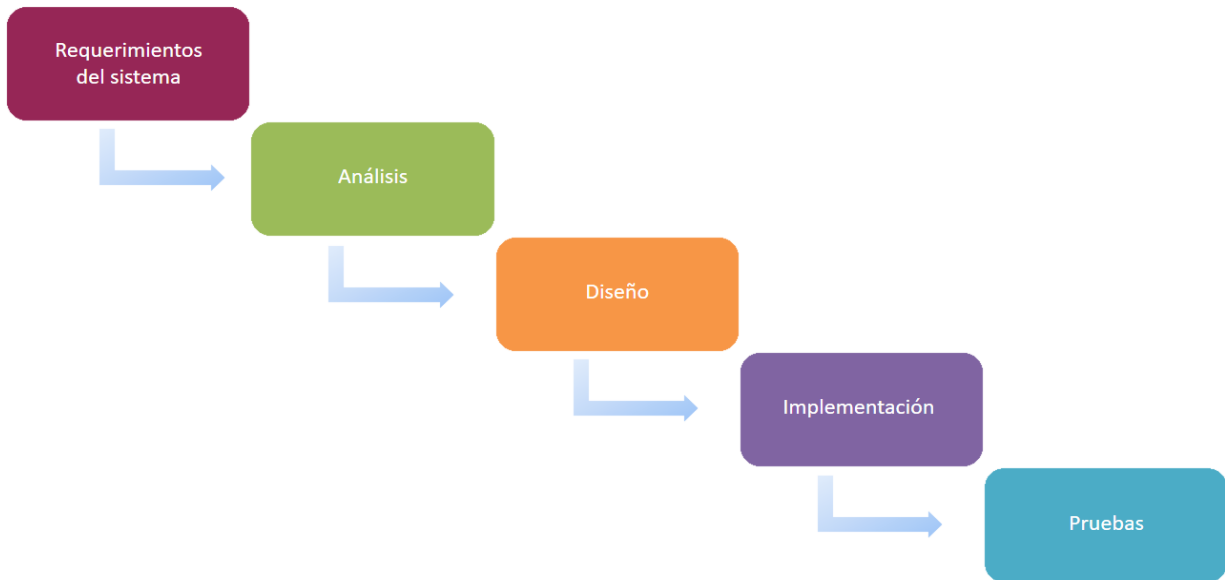 Requerimientos
del sistema
Análisis
Diseño
Implementación
Pruebas